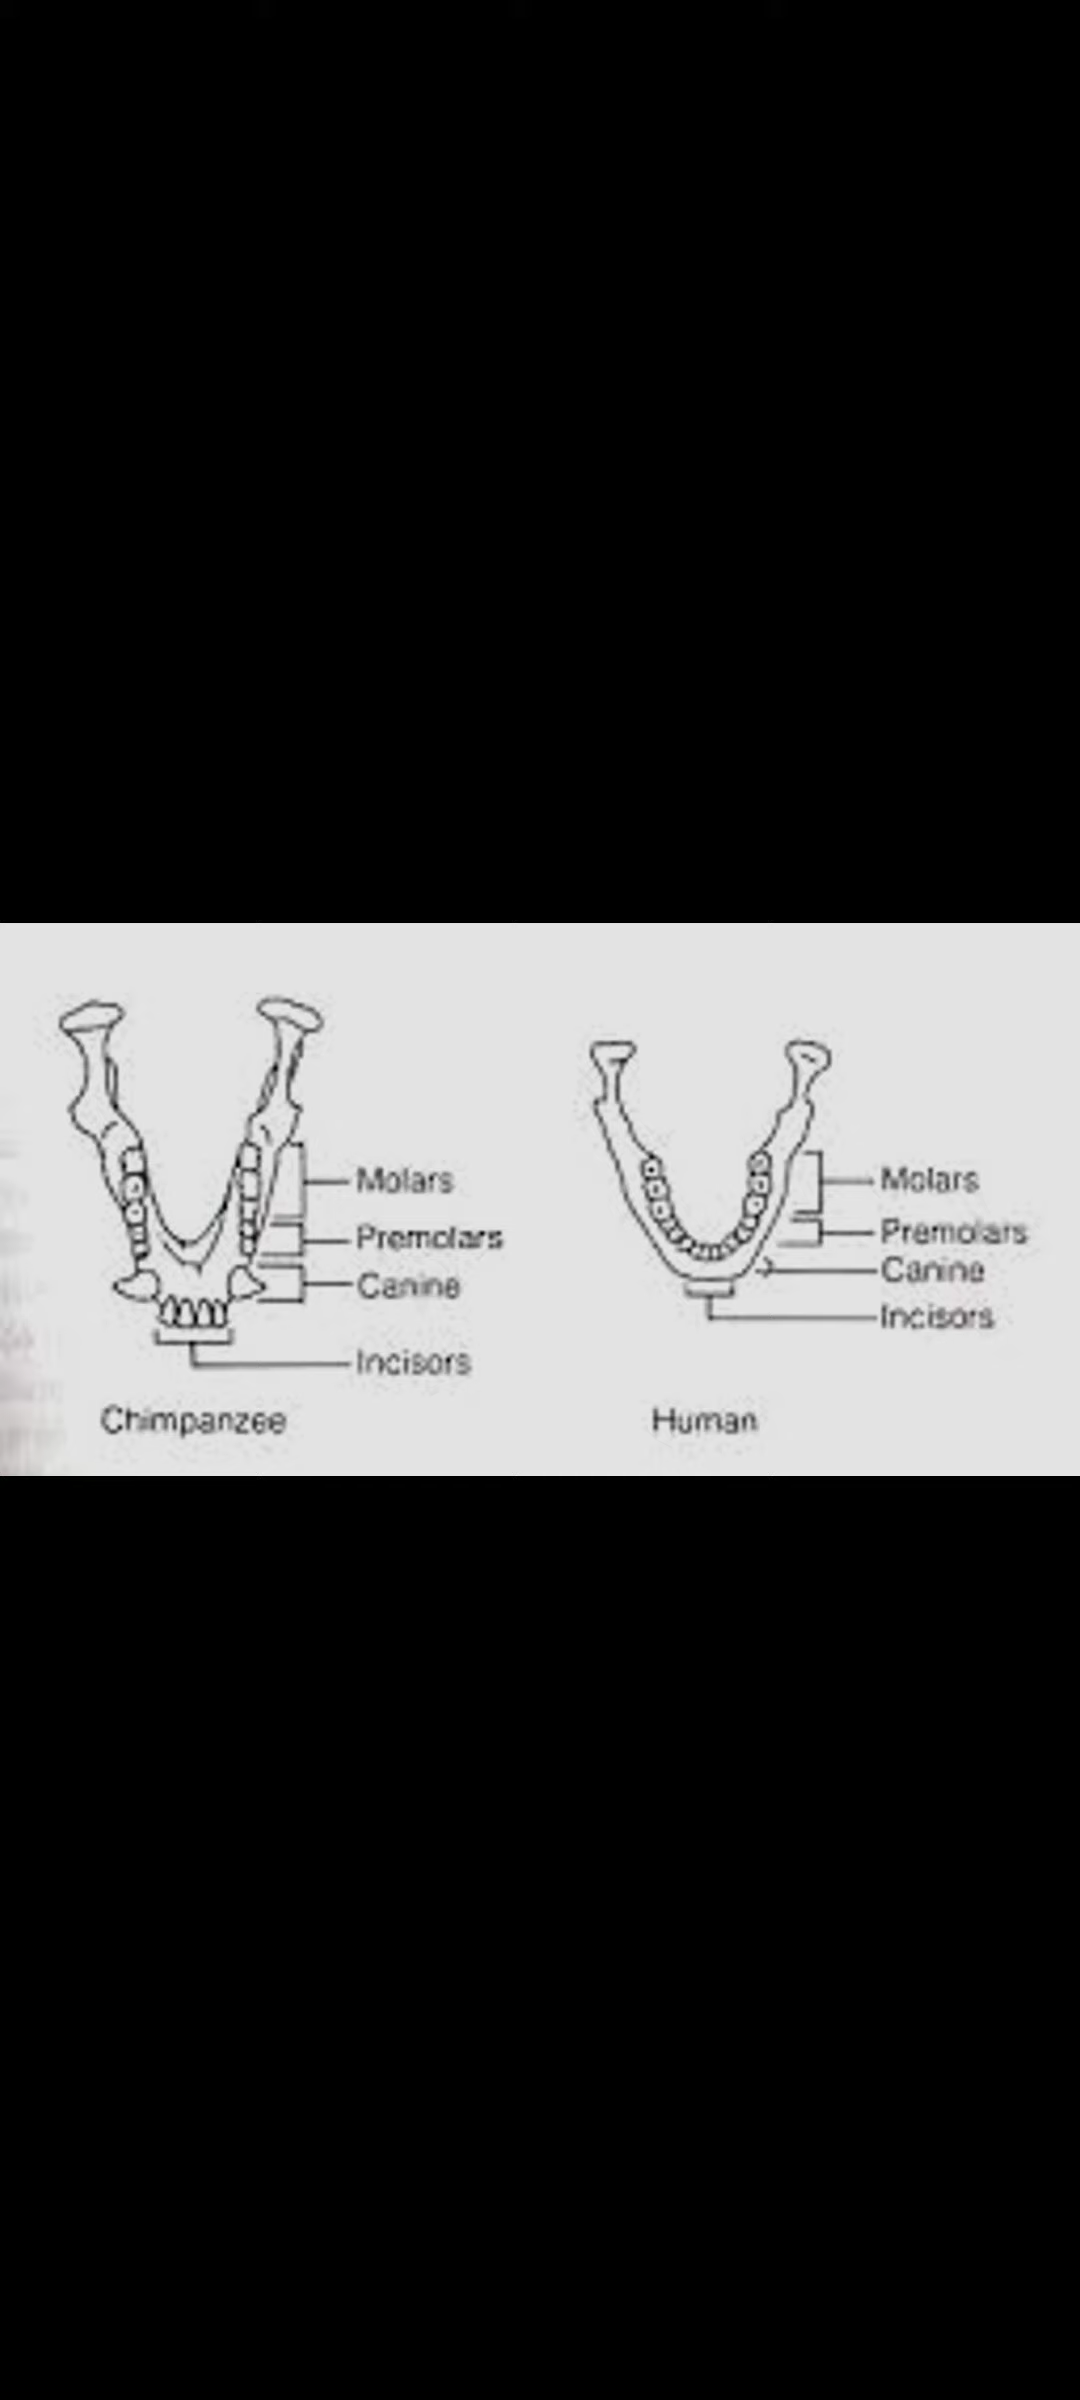 Molars
Premolars
Canine
Incisors
Chimpanzee
Molars
Premolars
Canine
Incisors
Human